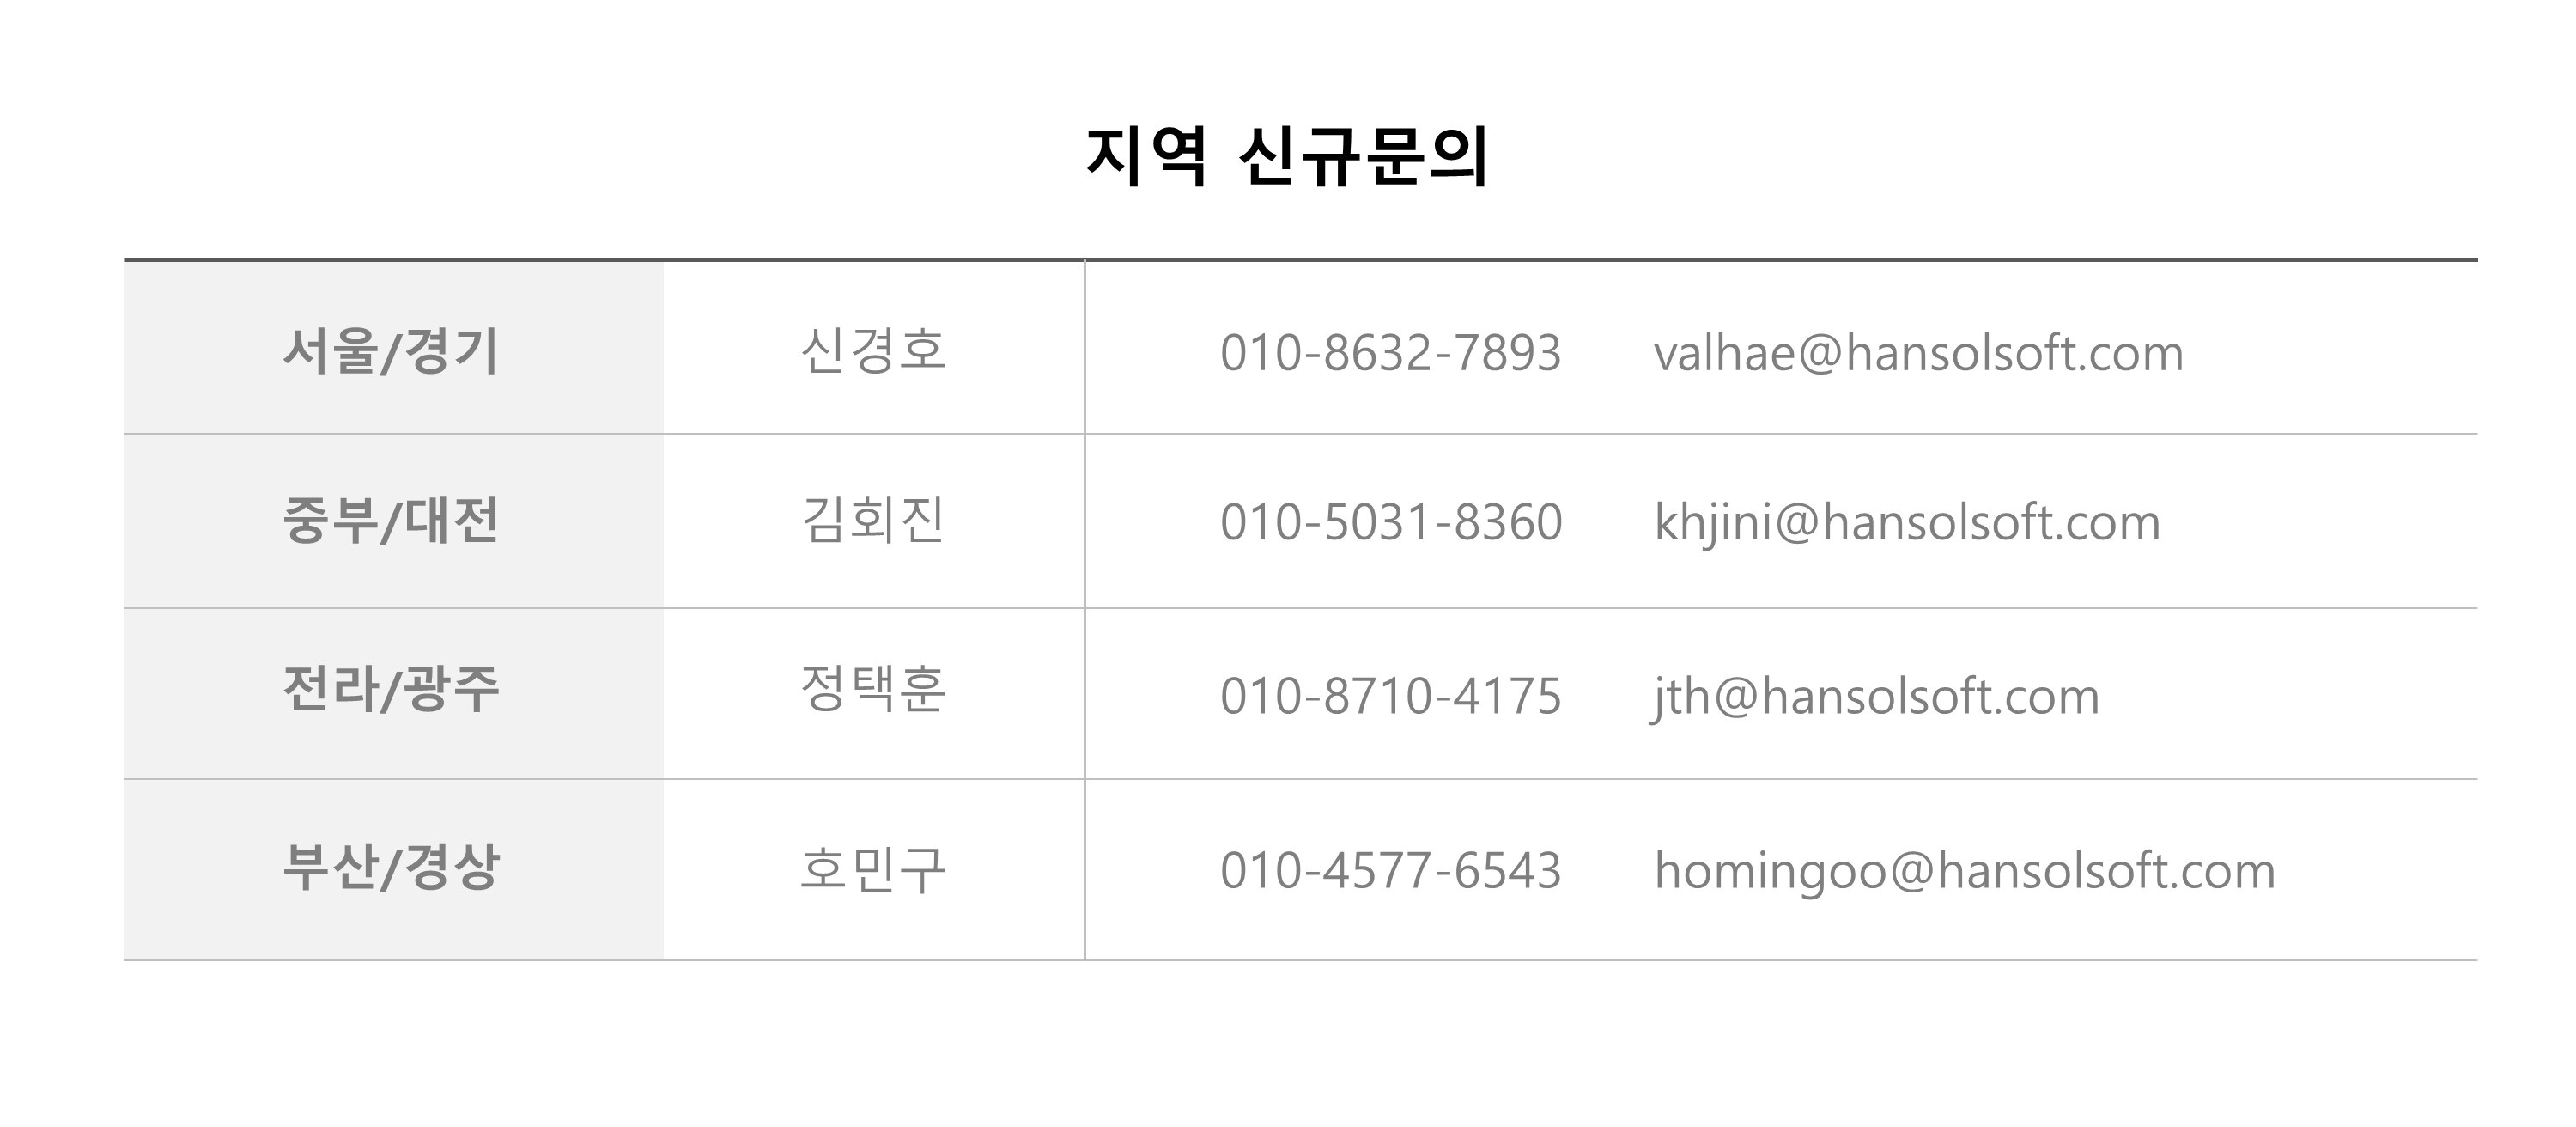 지역 신규문의
서울/경기 신경호 010-8632-7893 valhae@hansolsoft.com
중부/대전 김회진 010-5031-8360 khjini@hansolsoft.com
전라/광주 정택훈 010-8710-4175 jth@hansolsoft.com
부산/경상 호민구 010-4577-6543 homingoo@hansolsoft.com